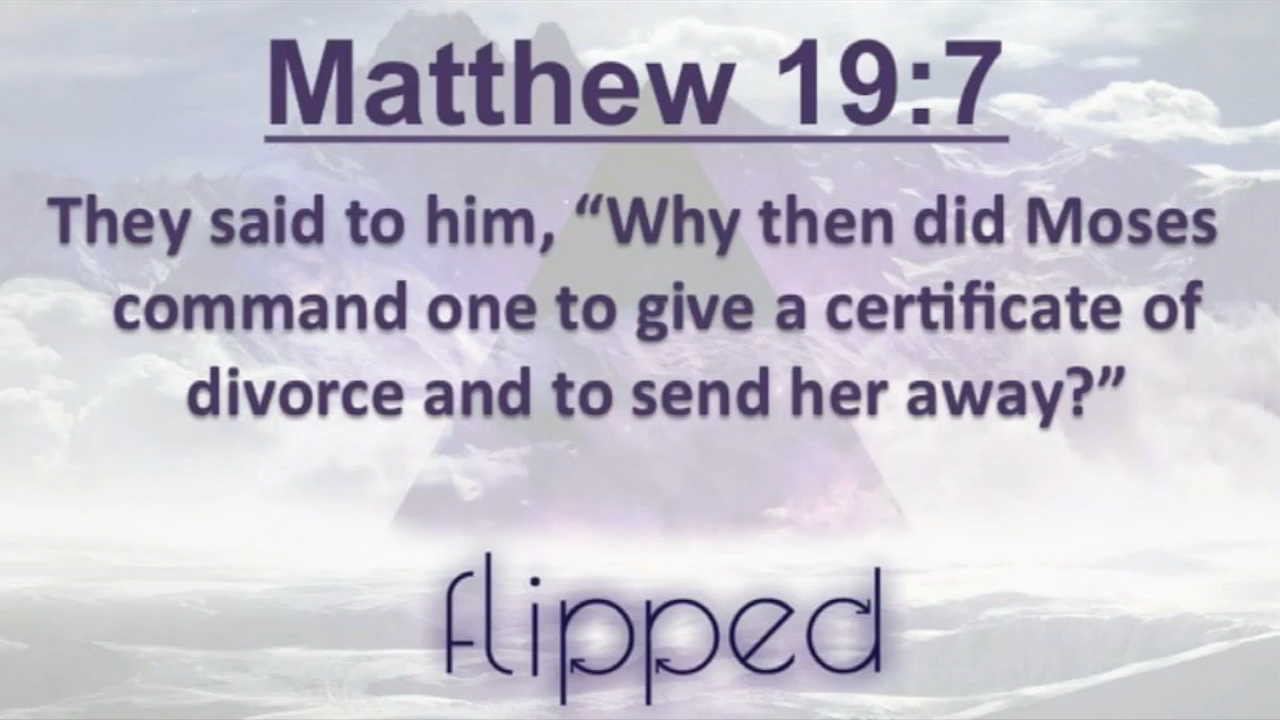 Matthew 19:7
They said to him, “Why then did Moses
command one to give a certificate of
divorce and to send her away?”
flipped